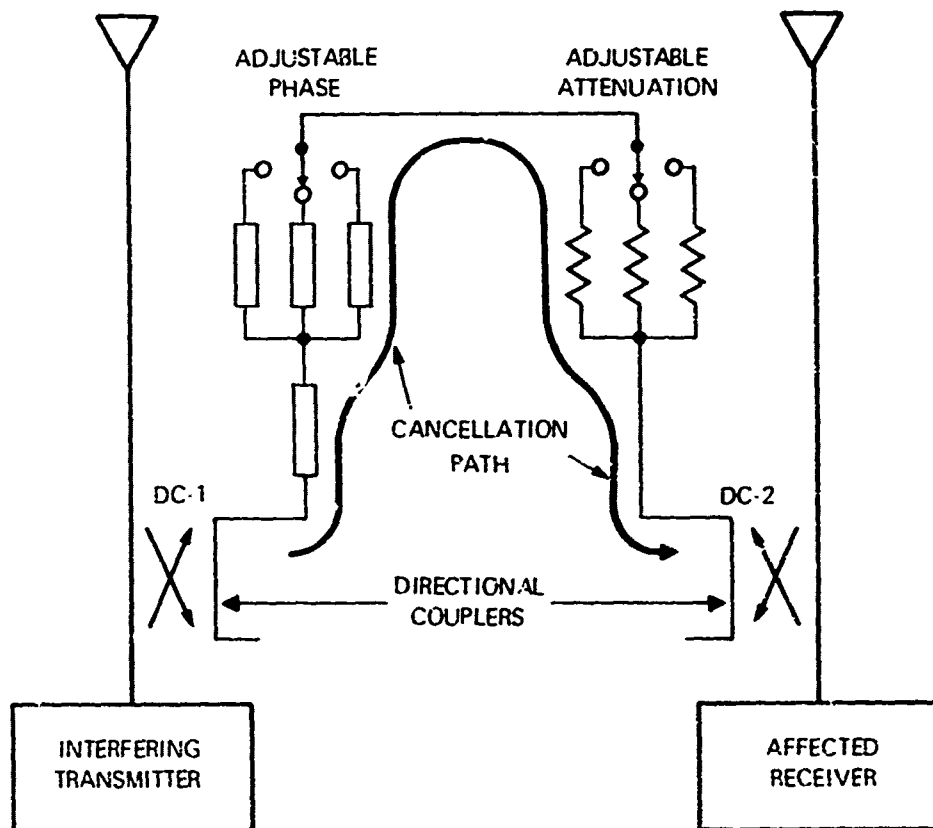 ADJUSTABLE
PHASE
ADJUSTABLE
ATTENUATION
CANCELLATION
PATH
DC-1
DC-2
DIRECTIONAL
COUPLERS
INTERFERING
TRANSMITTER
AFFECTED
RECEIVER